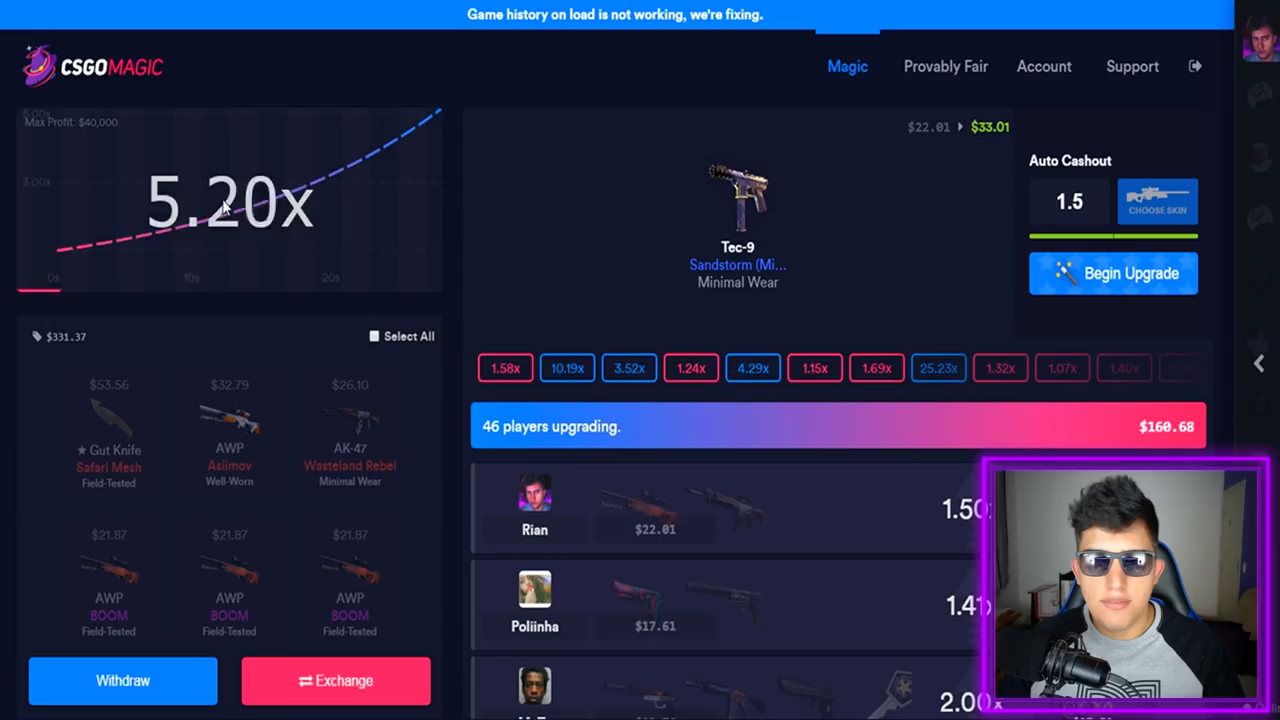 Game history on load is not working, we're fixing.
CSGOMAGIC
Magic
Provably Fair
Account
Support
5.00x
Max Profit: $40,000
3.00x
5.20x
0s
10s
20s
$22.01 ▸ $33.01
Tec-9
Sandstorm (Mi...
Minimal Wear
Auto Cashout
1.5
CHOOSE SKIN
Begin Upgrade
$331.37
Select All
$53.56
★ Gut Knife
Safari Mesh
Field-Tested
$32.79
AWP
Asiimov
Well-Worn
$26.10
AK-47
Wasteland Rebel
Minimal Wear
$21.87
AWP
BOOM
Field-Tested
$21.87
AWP
BOOM
Field-Tested
$21.87
AWP
BOOM
Field-Tested
Withdraw
Exchange
1.58x 10.19x 3.52x 1.24x 4.29x 1.15x 1.69x 25.23x 1.32x 1.07x 1.40x
46 players upgrading.
$160.68
Rian
$22.01
1.50x
Poliinha
$17.61
1.41x
2.00x